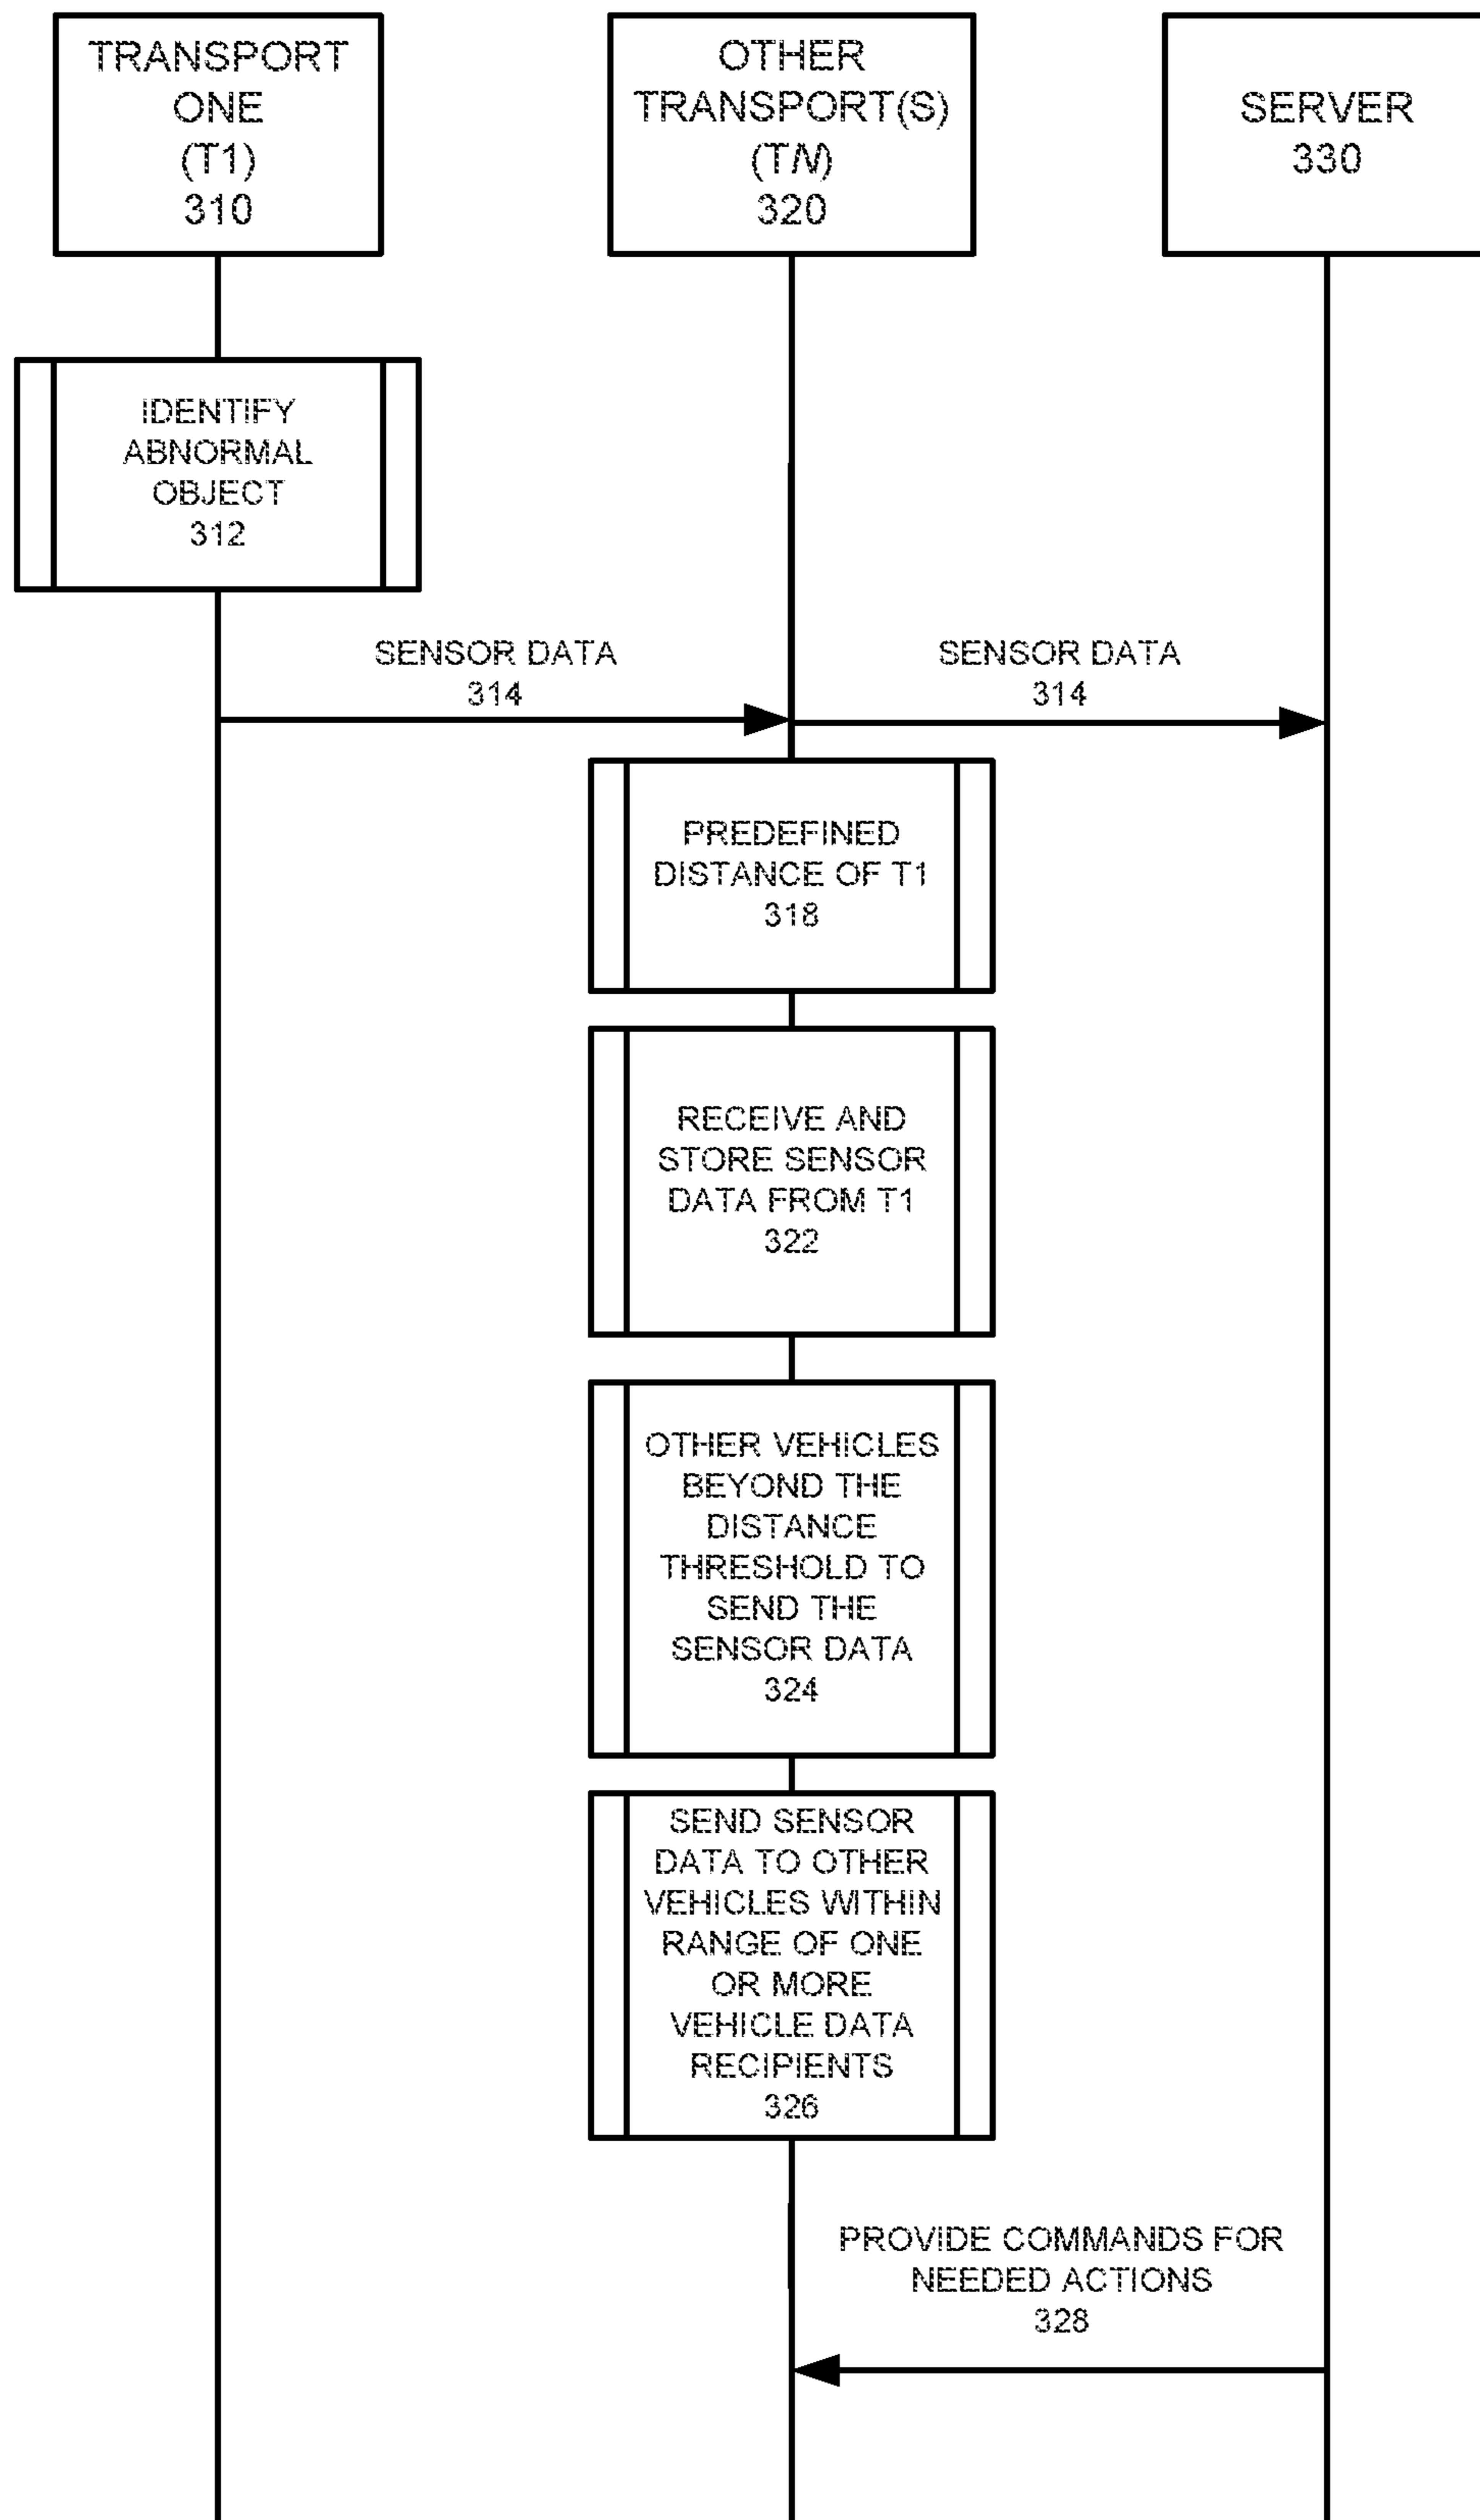 TRANSPORT
ONE
(T1)
310
OTHER
TRANSPORT(S)
(TN)
320
SERVER
330
IDENTIFY
ABNORMAL
OBJECT
312
SENSOR DATA
314
SENSOR DATA
314
PREDEFINED
DISTANCE OF T1
318
RECEIVE AND
STORE SENSOR
DATA FROM T1
322
OTHER VEHICLES
BEYOND THE
DISTANCE
THRESHOLD TO
SEND THE
SENSOR DATA
324
SEND SENSOR
DATA TO OTHER
VEHICLES WITHIN
RANGE OF ONE
OR MORE
VEHICLE DATA
RECIPIENTS
326
PROVIDE COMMANDS FOR
NEEDED ACTIONS
328